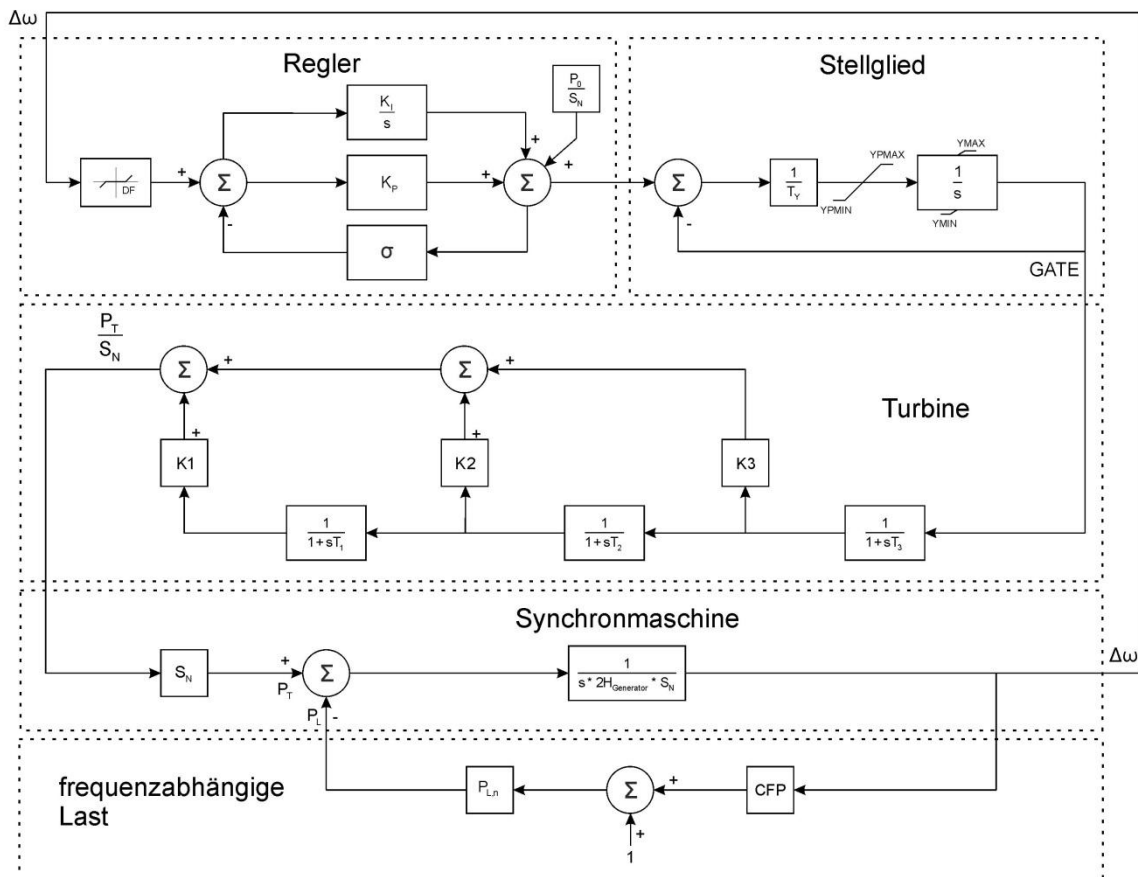 Δω
Regler
Stellglied
K_I
s
P_0
S_N
+
YMAX
+
YPMAX
DF
+
Σ
K_P
+
Σ
Σ
1
T_Y
1
s
-
-
YPMIN
YMIN
σ
GATE
P_T
S_N
Σ
+
Σ
+
Turbine
+
+
K1
K2
K3
1
1+sT_1
1
1+sT_2
1
1+sT_3
Synchronmaschine
Δω
S_N
+
P_T
Σ
1
s * 2H_Generator * S_N
P_L
-
frequenzabhängige
Last
P_L,n
Σ
+
CFP
+
1